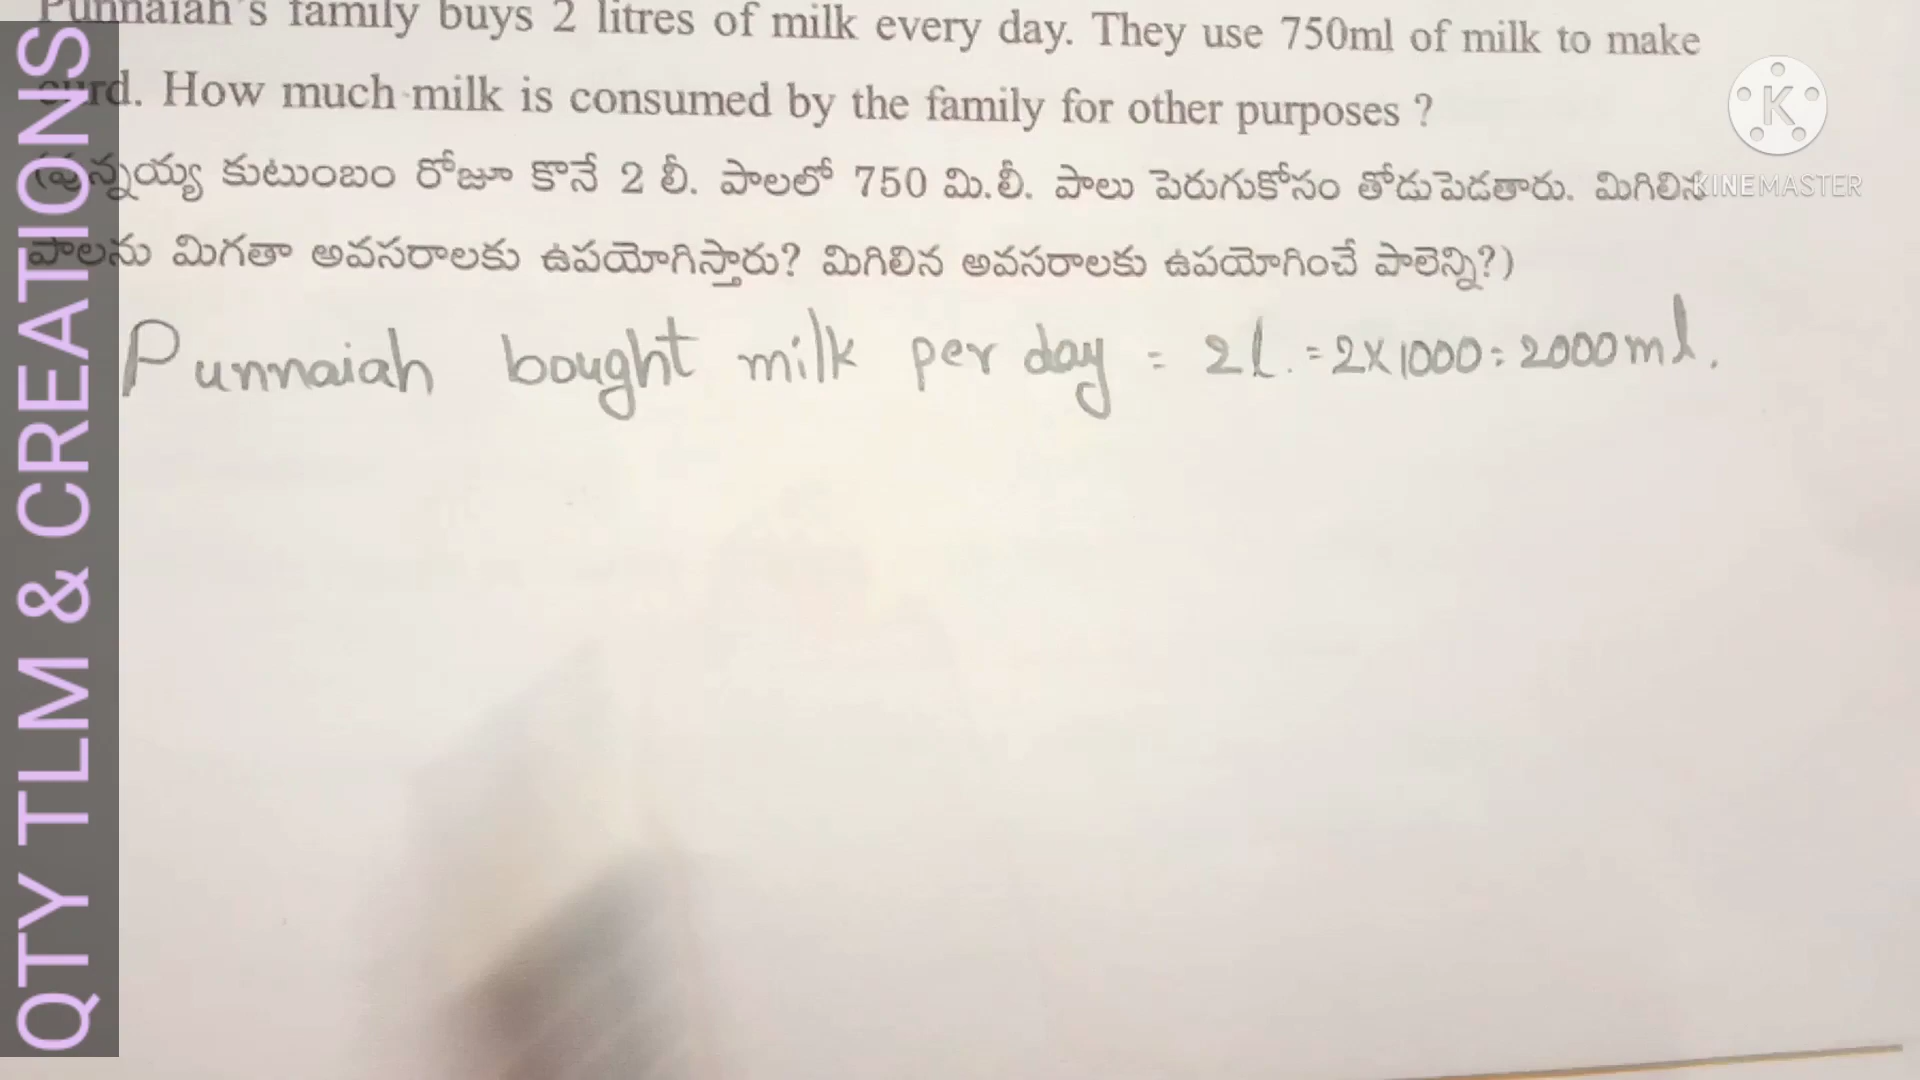 Punnaiah's family buys 2 litres of milk every day. They use 750ml of milk to make
curd. How much milk is consumed by the family for other purposes ?
(పున్నయ్య కుటుంబం రోజూ కొనే 2 లీ. పాలలో 750 మి.లీ. పాలు పెరుగుకోసం తోడుపెడతారు. మిగిలిన
పాలను మిగతా అవసరాలకు ఉపయోగిస్తారు? మిగిలిన అవసరాలకు ఉపయోగించే పాలెన్ని?)
Punnaiah bought milk per day = 2l. = 2x1000 = 2000ml.
QTY TLM & CREATIONS
K
KINEMASTER